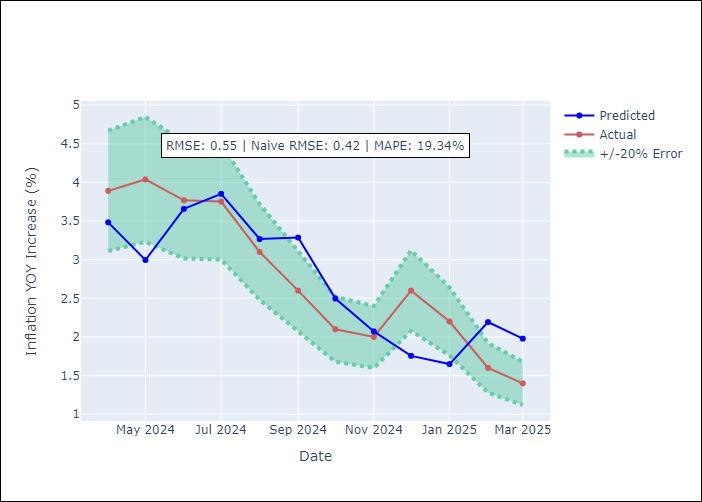 5
4.5
4
3.5
3
2.5
2
1.5
1
Inflation YOY Increase (%)
RMSE: 0.55 | Naive RMSE: 0.42 | MAPE: 19.34%
May 2024 Jul 2024 Sep 2024 Nov 2024 Jan 2025 Mar 2025
Date
Predicted
Actual
+/-20% Error